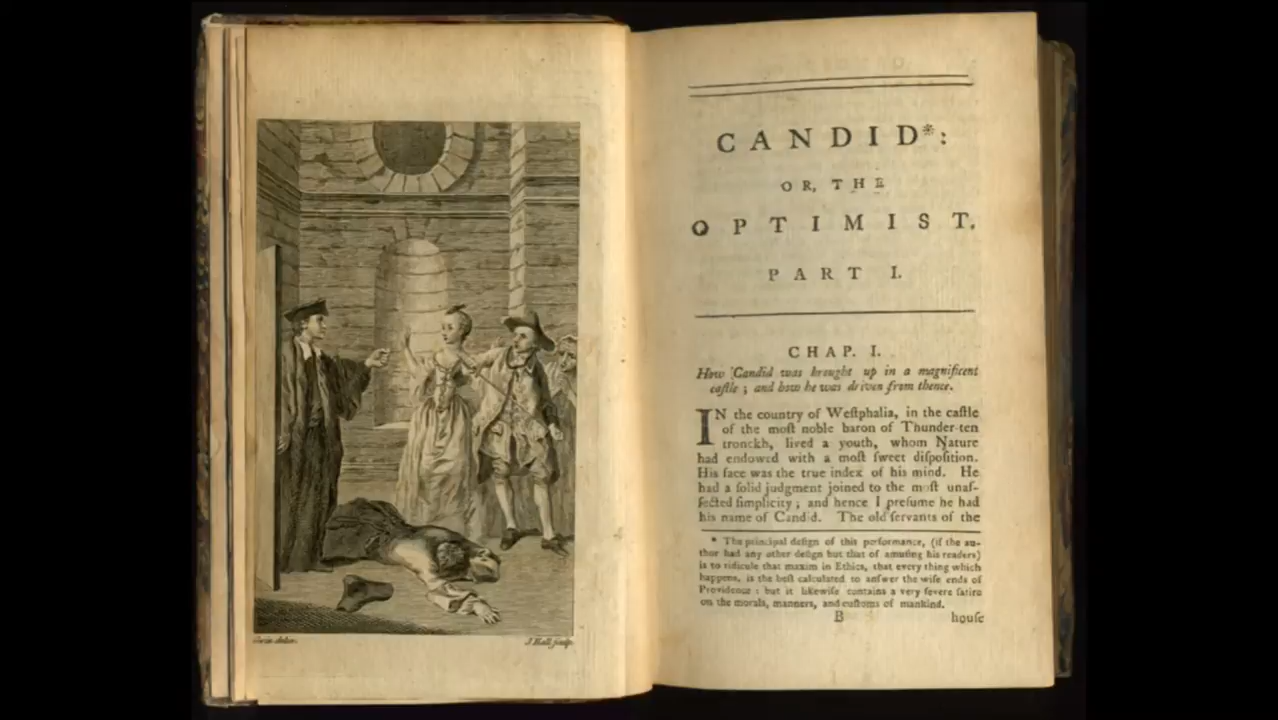 J Hall sculp.
CANDID*:
OR, THE
OPTIMIST.
PART I.
CHAP. I.
How Candid was brought up in a magnificent
caſtle ; and how he was driven from thence.
IN the country of Weſtphalia, in the caſtle
of the moſt noble baron of Thunder-ten
tronckh, lived a youth, whom Nature
had endowed with a moſt ſweet diſpoſition.
His face was the true index of his mind. He
had a ſolid judgment joined to the moſt unaf-
fected ſimplicity ; and hence I preſume he had
his name of Candid. The old ſervants of the
* The principal deſign of this performance, (if the au-
thor had any other deſign but that of amuſing his readers)
is to ridicule that maxim in Ethics, that every thing which
happens, is the beſt calculated to anſwer the wiſe ends of
Providence : but it likewiſe contains a very ſevere ſatire
on the morals, manners, and cuſtoms of mankind.
B
houſe